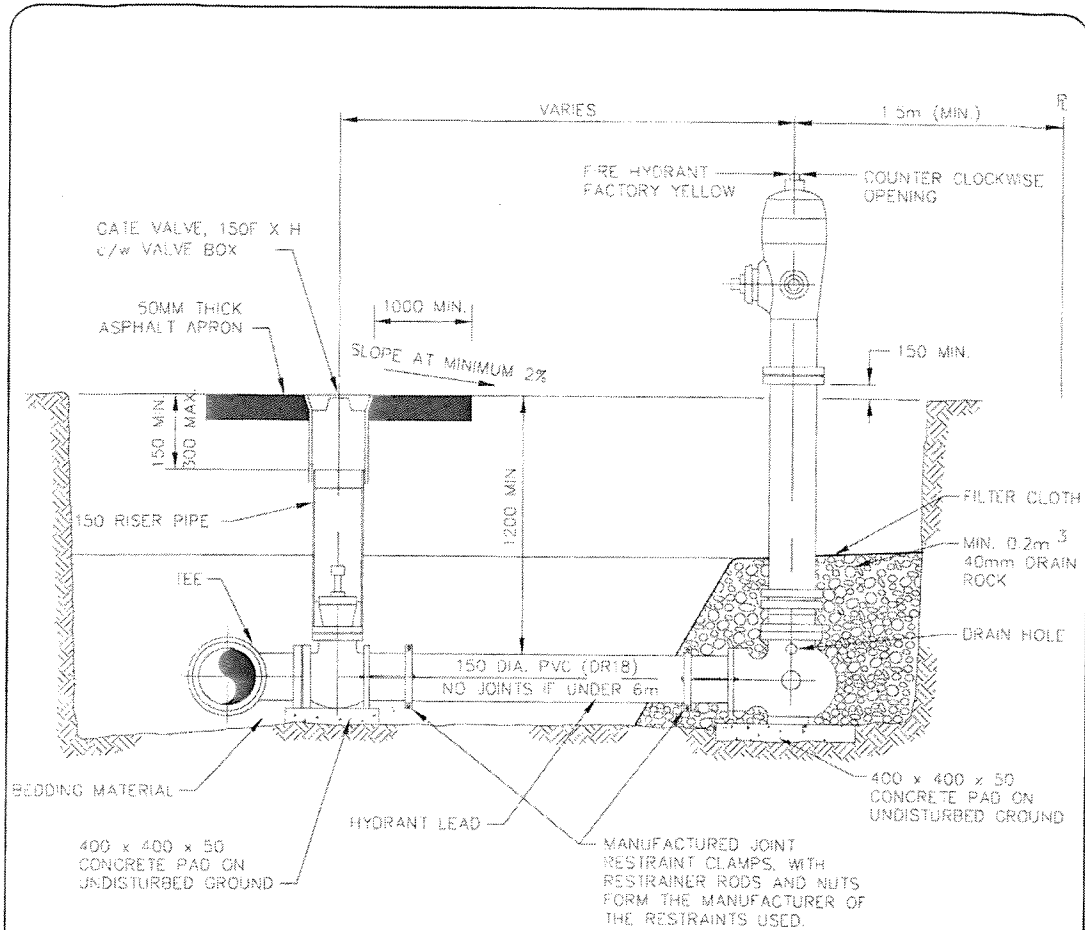 VARIES
1.5m (MIN.)
FIRE HYDRANT
FACTORY YELLOW
COUNTER CLOCKWISE
OPENING
GATE VALVE, 150F X H
c/w VALVE BOX
50MM THICK
ASPHALT APRON
1000 MIN.
SLOPE AT MINIMUM 2%
150 MIN.
150 MIN.
300 MAX.
1200 MIN
150 RISER PIPE
FILTER CLOTH
MIN. 0.2m 3
40mm DRAIN
ROCK
TEE
DRAIN HOLE
150 DIA. PVC (DR18)
NO JOINTS IF UNDER 6m
BEDDING MATERIAL
HYDRANT LEAD
400 x 400 x 50
CONCRETE PAD ON
UNDISTURBED GROUND
400 x 400 x 50
CONCRETE PAD ON
UNDISTURBED GROUND
MANUFACTURED JOINT
RESTRAINT CLAMPS, WITH
RESTRAINER RODS AND NUTS
FORM THE MANUFACTURER OF
THE RESTRAINTS USED.